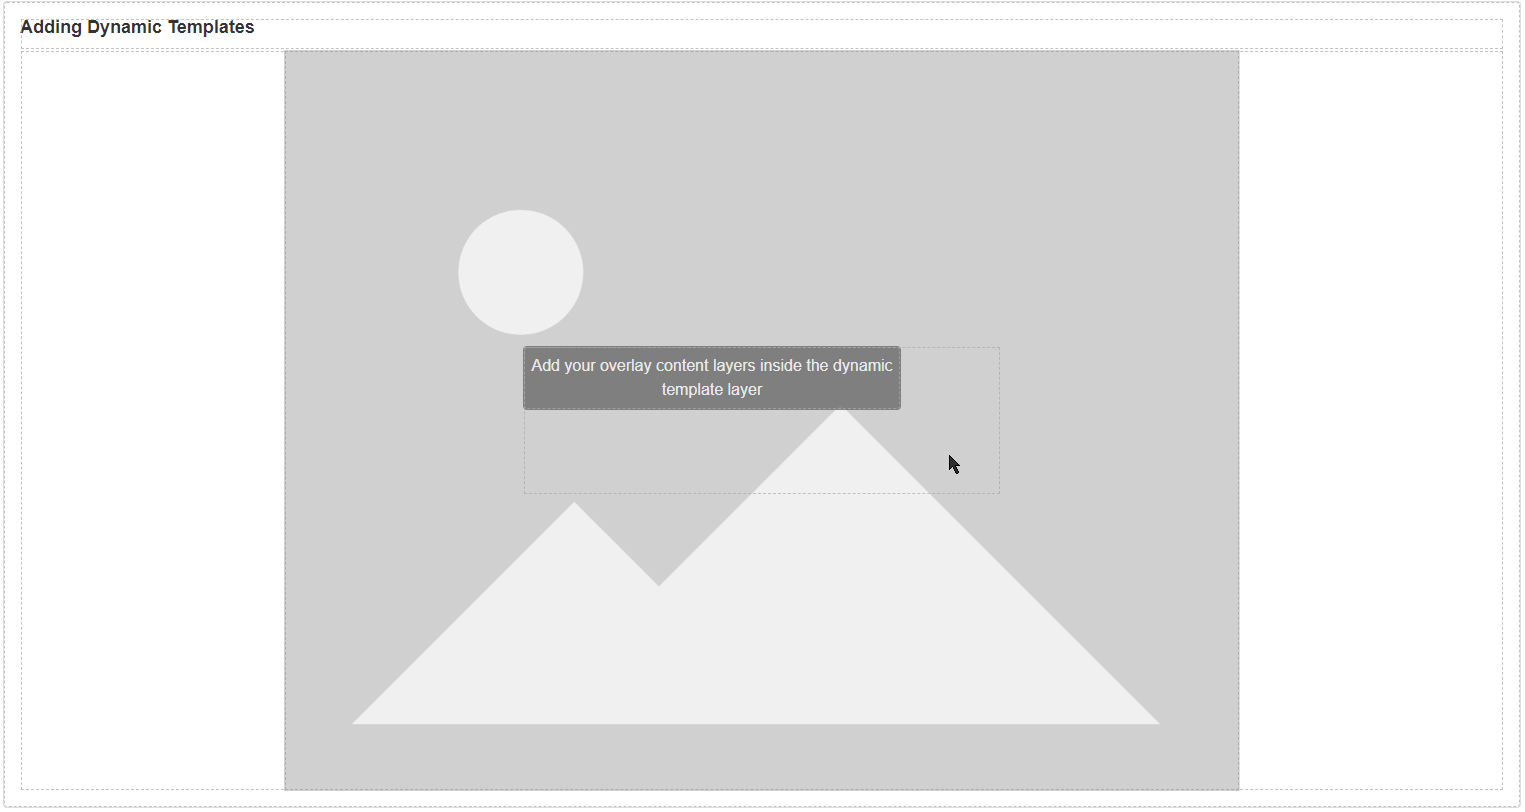 Adding Dynamic Templates
Add your overlay content layers inside the dynamic
template layer